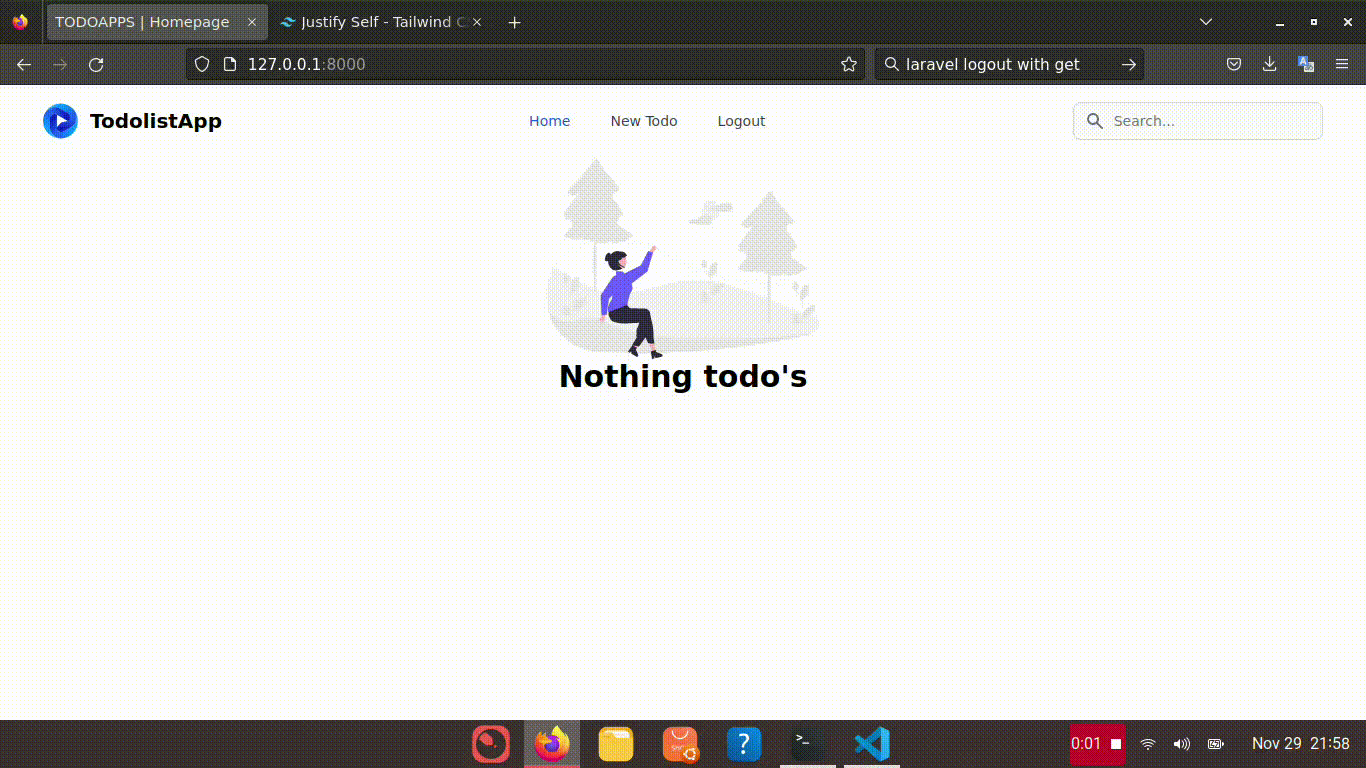 TODOAPPS | Homepage
Justify Self - Tailwind C
127.0.0.1:8000
laravel logout with get
TodolistApp
Home
New Todo
Logout
Search...
Nothing todo's
?
>_
0:01
Nov 29 21:58